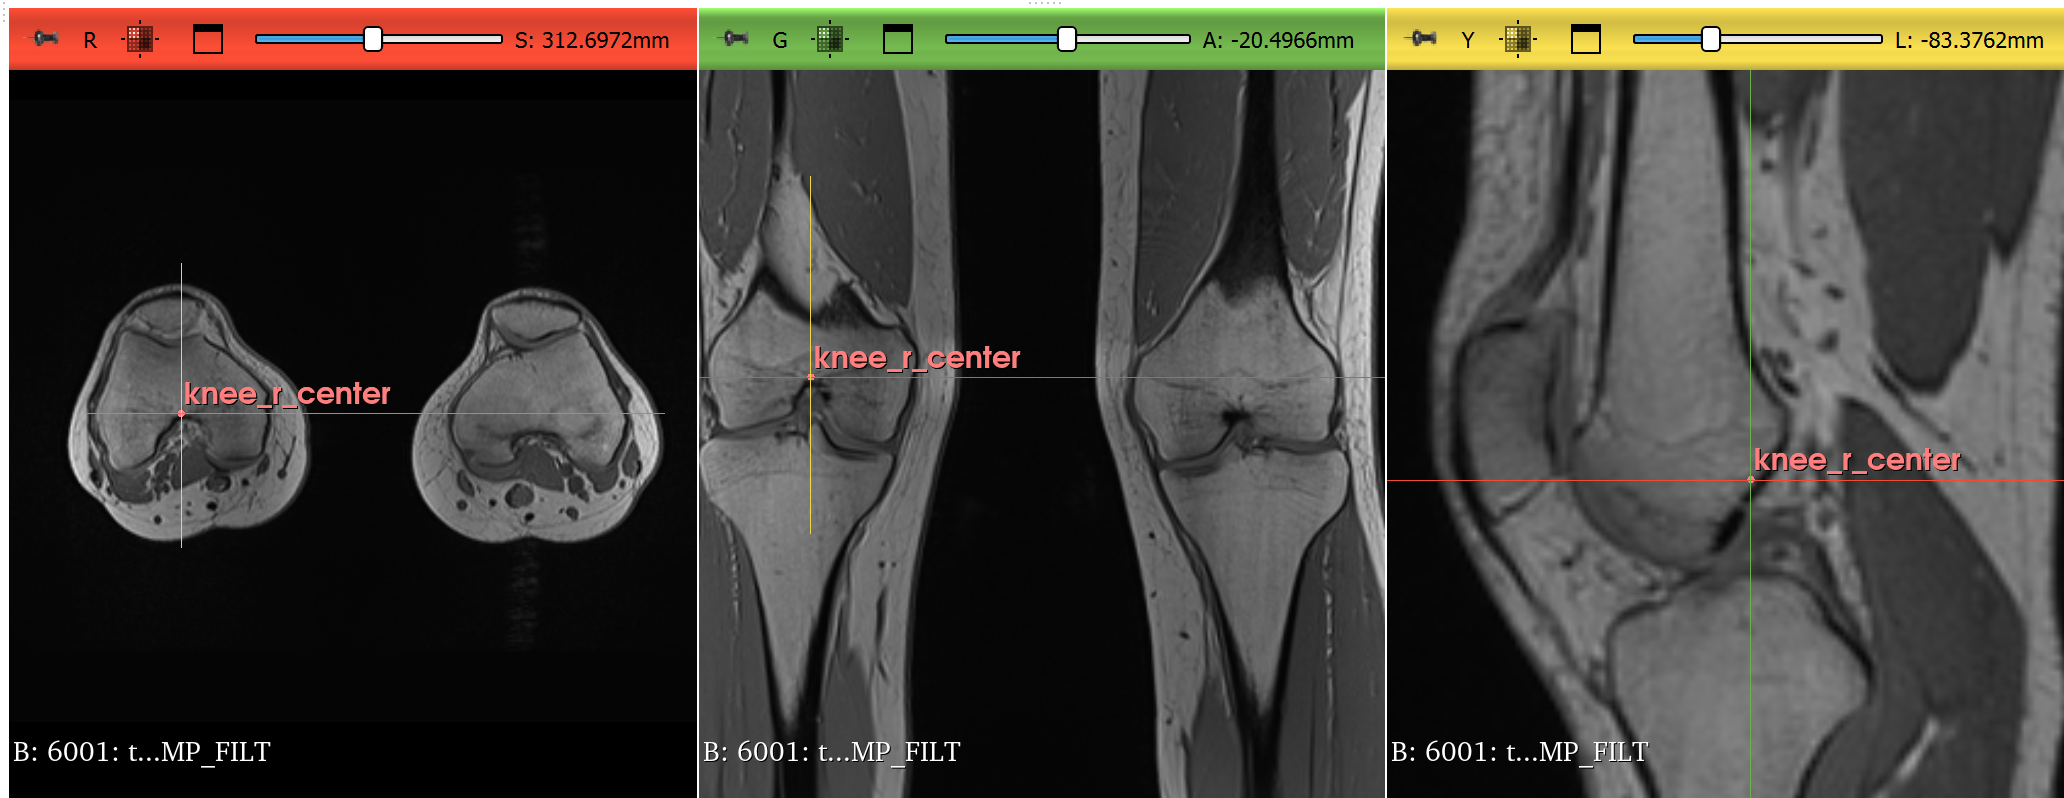 R S: 312.6972mm
G A: -20.4966mm
Y L: -83.3762mm
knee_r_center
knee_r_center
knee_r_center
B: 6001: t...MP_FILT
B: 6001: t...MP_FILT
B: 6001: t...MP_FILT